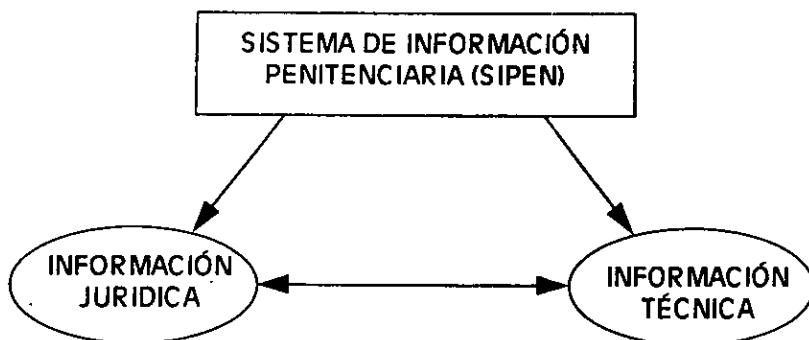 SISTEMA DE INFORMACIÓN
PENITENCIARIA (SIPEN)
INFORMACIÓN
JURIDICA
INFORMACIÓN
TÉCNICA